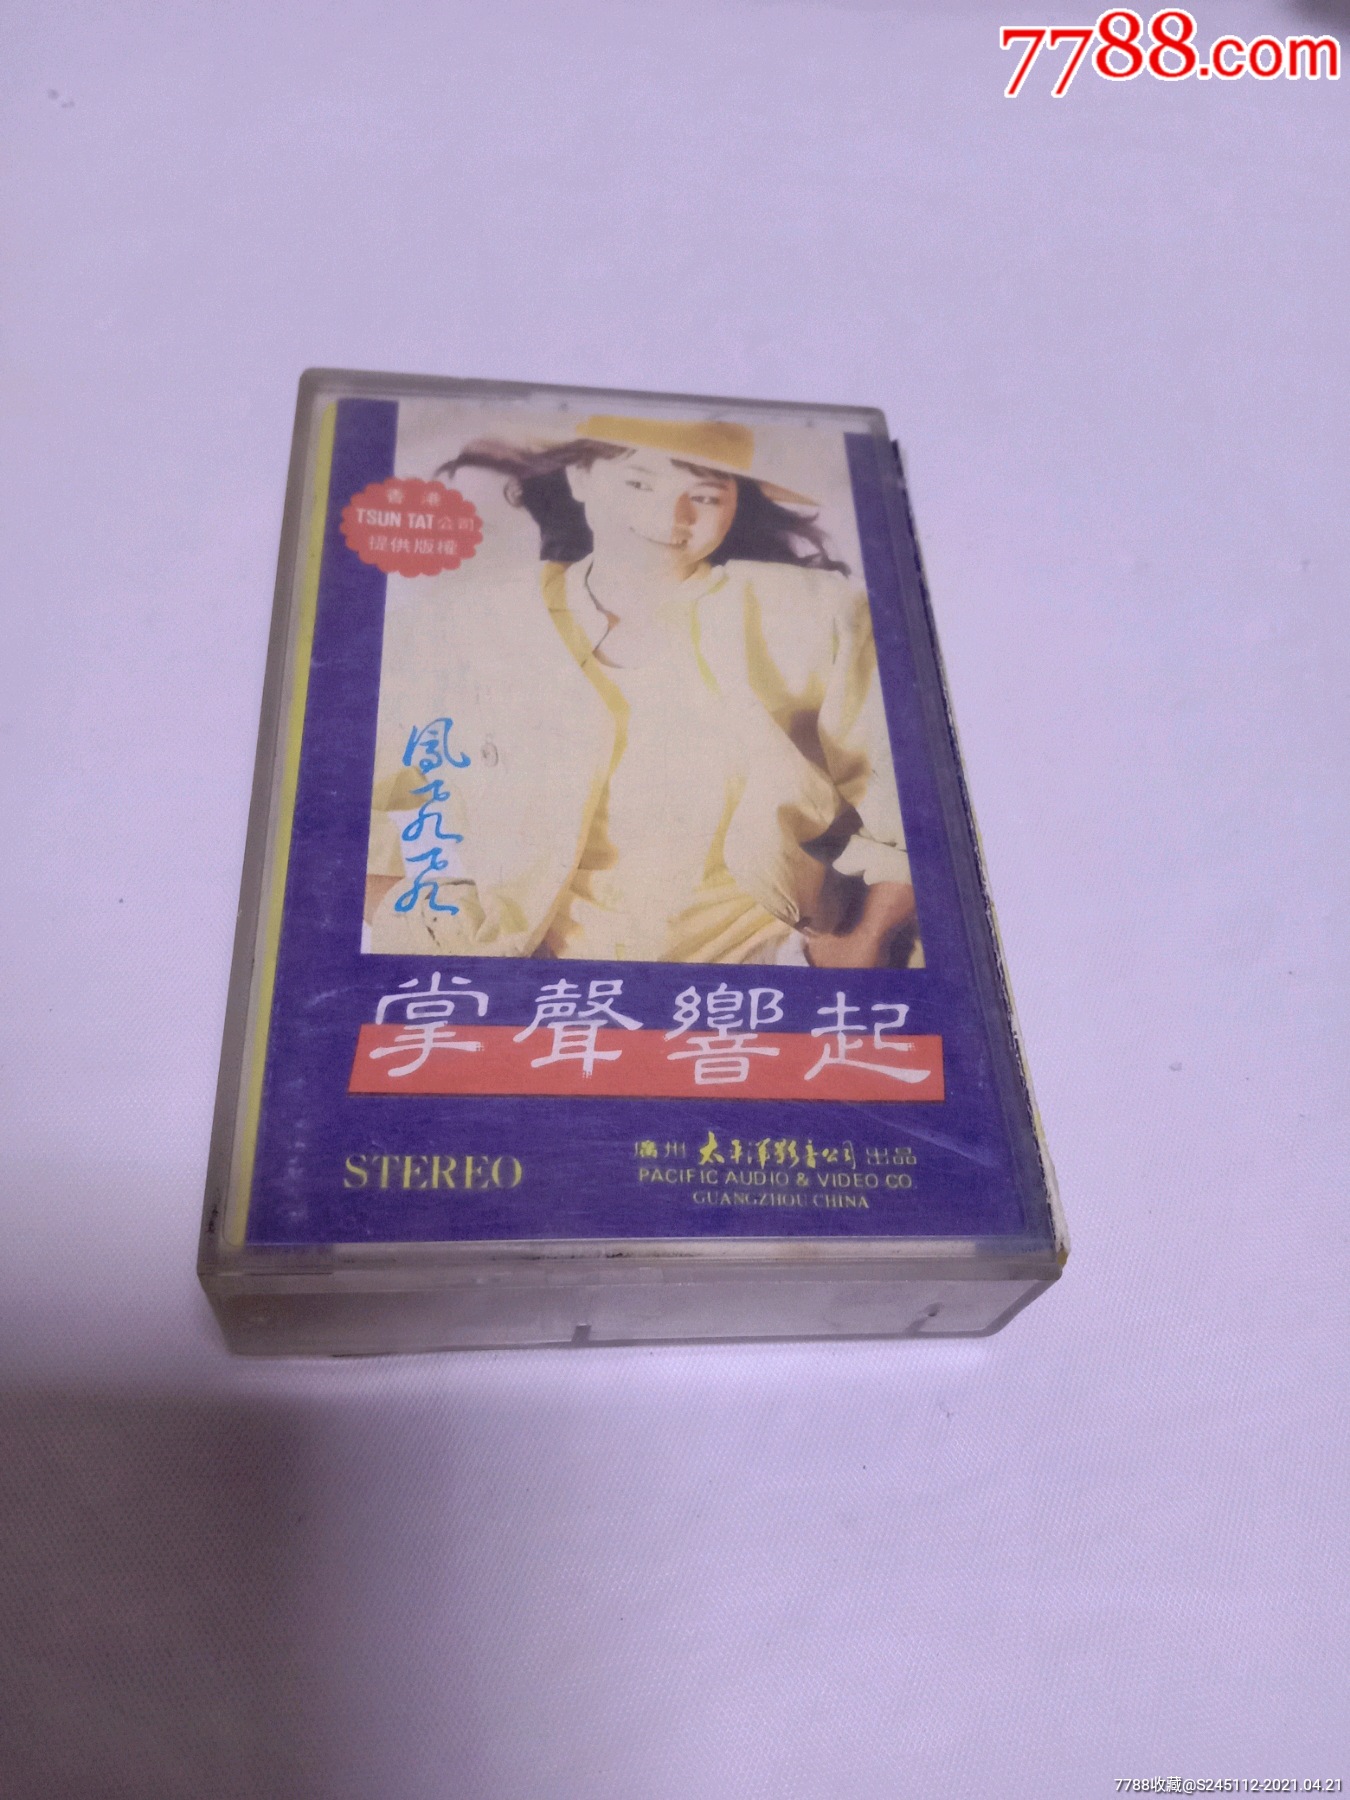 7788.com
香港
TSUN TAT公司
提供版權
鳳飛飛
掌聲響起
STEREO
廣州太平洋影音公司出品
PACIFIC AUDIO & VIDEO CO.
GUANGZHOU CHINA
7788收藏@S245112-2021.04.21